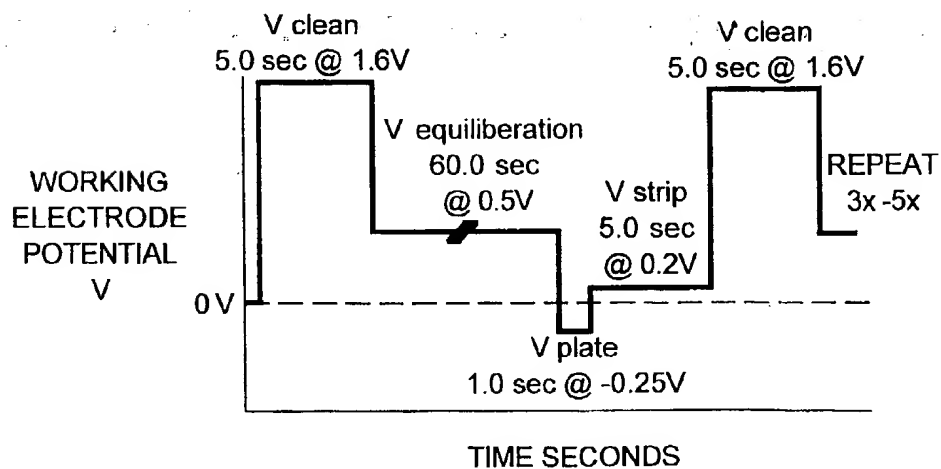 V clean
5.0 sec @ 1.6V
V equiliberation
60.0 sec
@ 0.5V
V strip
5.0 sec
@ 0.2V
V clean
5.0 sec @ 1.6V
REPEAT
3x -5x
WORKING
ELECTRODE
POTENTIAL
V
0 V
V plate
1.0 sec @ -0.25V
TIME SECONDS